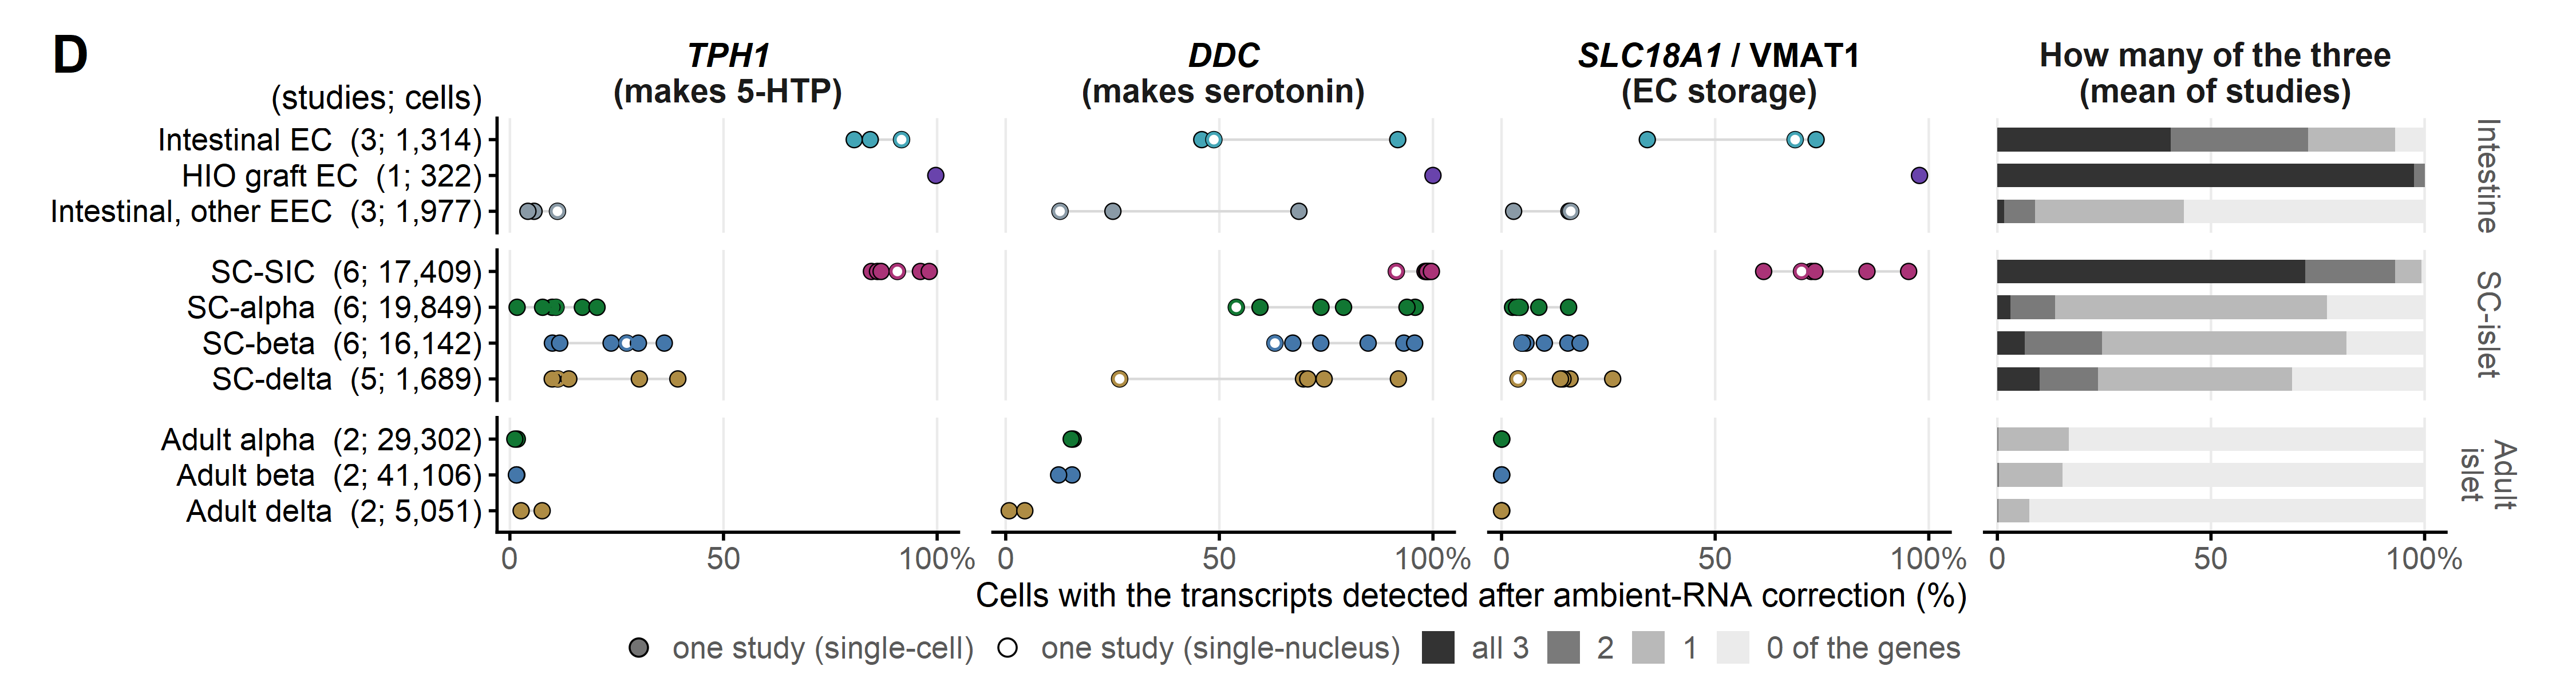 D
TPH1
(makes 5-HTP)
DDC
(makes serotonin)
SLC18A1 / VMAT1
(EC storage)
How many of the three
(mean of studies)
(studies; cells)
Intestinal EC (3; 1,314)
HIO graft EC (1; 322)
Intestinal, other EEC (3; 1,977)
Intestine
SC-SIC (6; 17,409)
SC-alpha (6; 19,849)
SC-beta (6; 16,142)
SC-delta (5; 1,689)
SC-islet
Adult alpha (2; 29,302)
Adult beta (2; 41,106)
Adult delta (2; 5,051)
Adult
islet
0 50 100% 0 50 100% 0 50 100% 0 50 100%
Cells with the transcripts detected after ambient-RNA correction (%)
one study (single-cell) one study (single-nucleus) all 3 2 1 0 of the genes